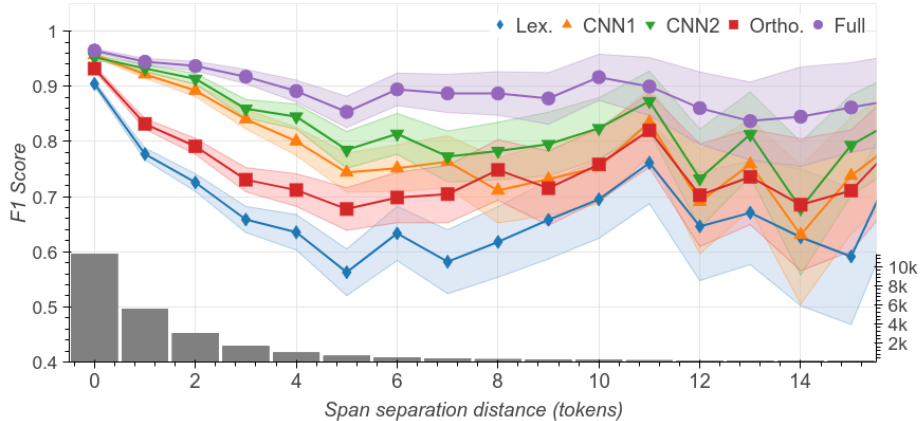 Lex. CNN1 CNN2 Ortho. Full
1
0.9
0.8
0.7
0.6
0.5
0.4
F1 Score
10k
8k
6k
4k
2k
0 2 4 6 8 10 12 14
Span separation distance (tokens)